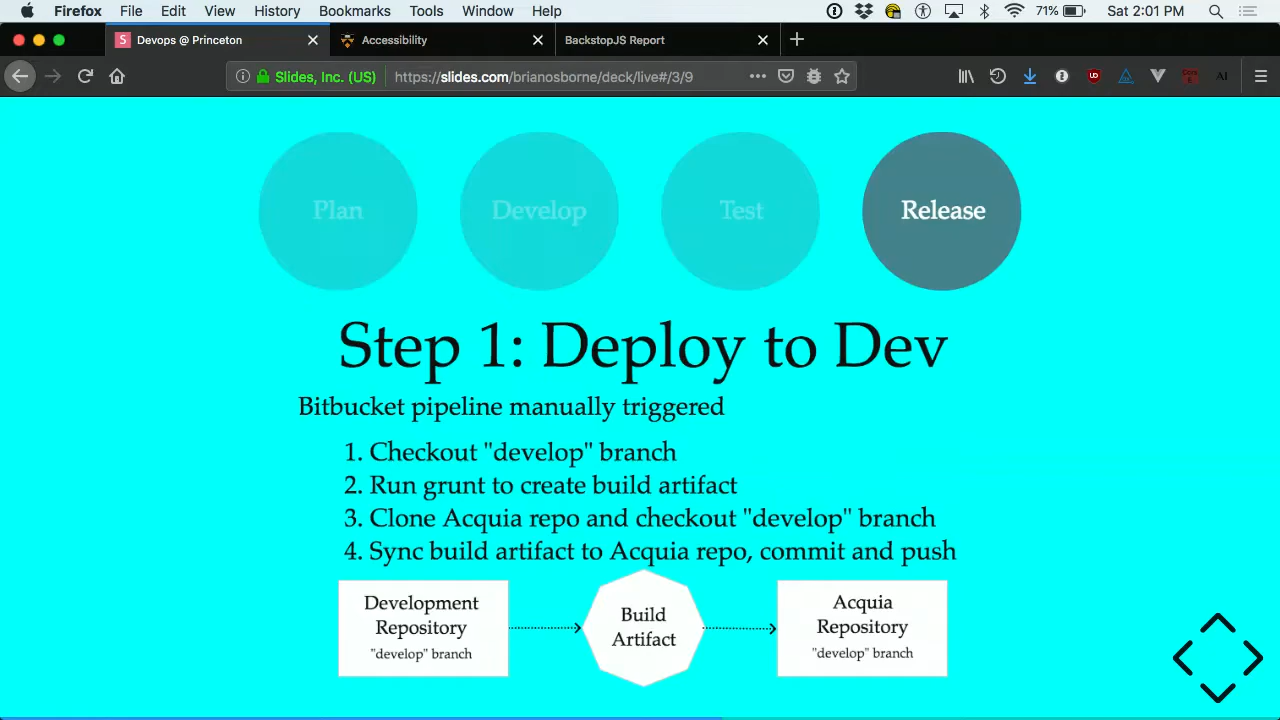 Firefox File Edit View History Bookmarks Tools Window Help 71% Sat 2:01 PM
S Devops @ Princeton Accessibility BackstopJS Report
Slides, Inc. (US) https://slides.com/brianosborne/deck/live#/3/9
Plan Develop Test Release
Step 1: Deploy to Dev
Bitbucket pipeline manually triggered
1. Checkout "develop" branch
2. Run grunt to create build artifact
3. Clone Acquia repo and checkout "develop" branch
4. Sync build artifact to Acquia repo, commit and push
Development
Repository
"develop" branch
Build
Artifact
Acquia
Repository
"develop" branch